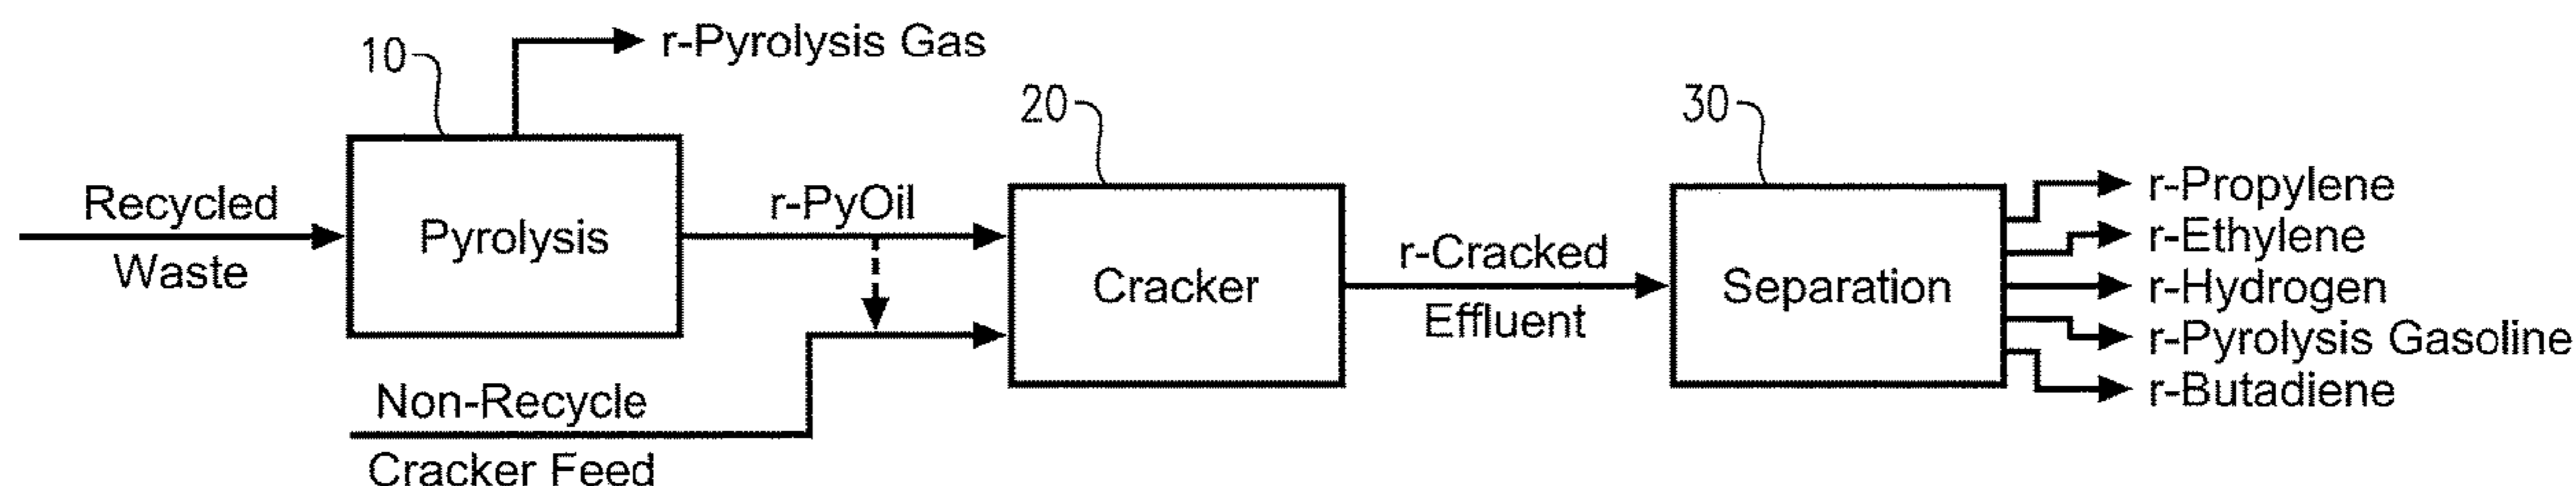 10
r-Pyrolysis Gas
Recycled
Waste
Pyrolysis
r-PyOil
Non-Recycle
Cracker Feed
20
Cracker
r-Cracked
Effluent
30
Separation
r-Propylene
r-Ethylene
r-Hydrogen
r-Pyrolysis Gasoline
r-Butadiene